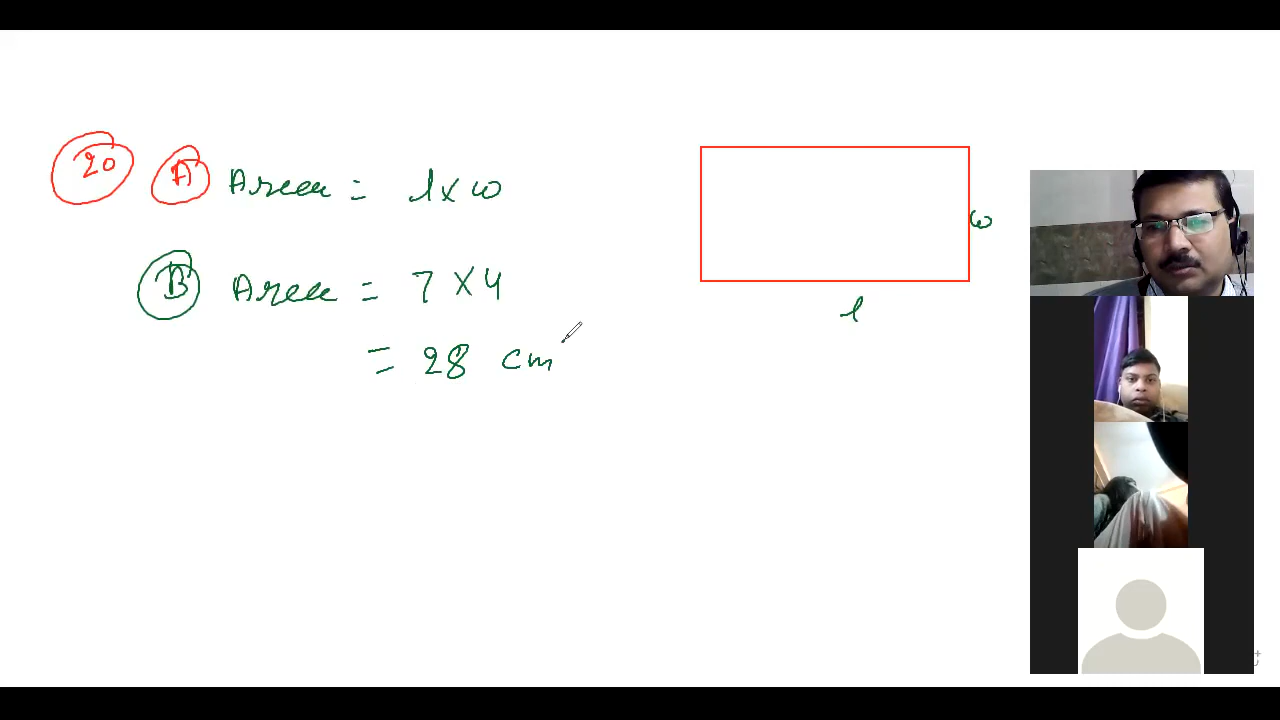 20 A Area = l x w
w
B Area = 7 x 4
l
= 28 cm